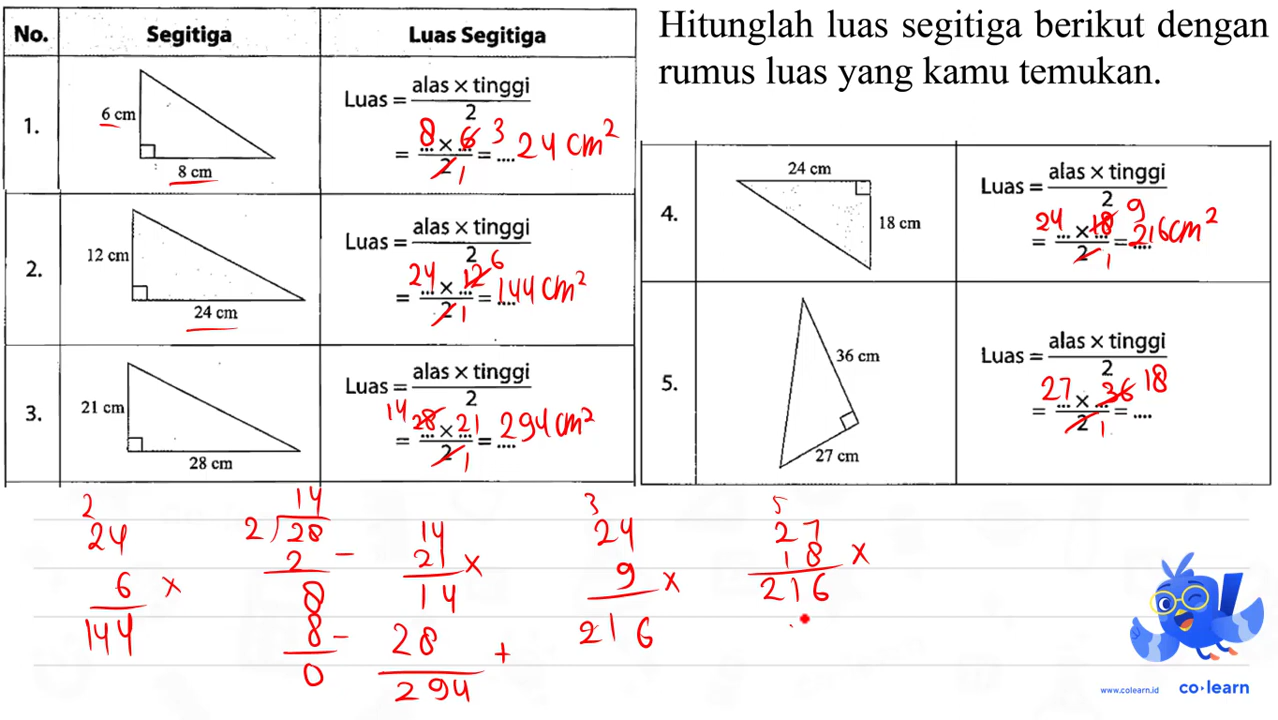 Hitunglah luas segitiga berikut dengan
rumus luas yang kamu temukan.
No. Segitiga Luas Segitiga
1.
6 cm
8 cm
Luas = alas × tinggi
2
8 6 3
= ... × ... = .... 24 cm²
2 1
2.
12 cm
24 cm
Luas = alas × tinggi
2
24 12 6
= ... × ... = .... 144 cm²
2 1
3.
21 cm
28 cm
Luas = alas × tinggi
2
14 28 21
= ... × ... = .... 294 cm²
2 1
4.
24 cm
18 cm
Luas = alas × tinggi
2
24 18 9
= ... × ... = .... 216 cm²
2 1
5.
36 cm
27 cm
Luas = alas × tinggi
2
27 36 18
= ... × ... = ....
2 1
2
24
6 ×
144
14
2 28
2 −
8
8 −
0
14
21 ×
14
28 +
294
3
24
9 ×
216
5
27
18 ×
216
www.colearn.id co·learn